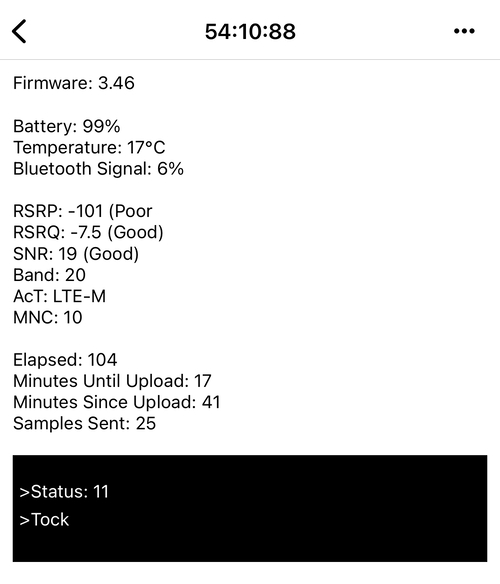 54:10:88
Firmware: 3.46
Battery: 99%
Temperature: 17°C
Bluetooth Signal: 6%
RSRP: -101 (Poor
RSRQ: -7.5 (Good)
SNR: 19 (Good)
Band: 20
AcT: LTE-M
MNC: 10
Elapsed: 104
Minutes Until Upload: 17
Minutes Since Upload: 41
Samples Sent: 25
>Status: 11
>Tock